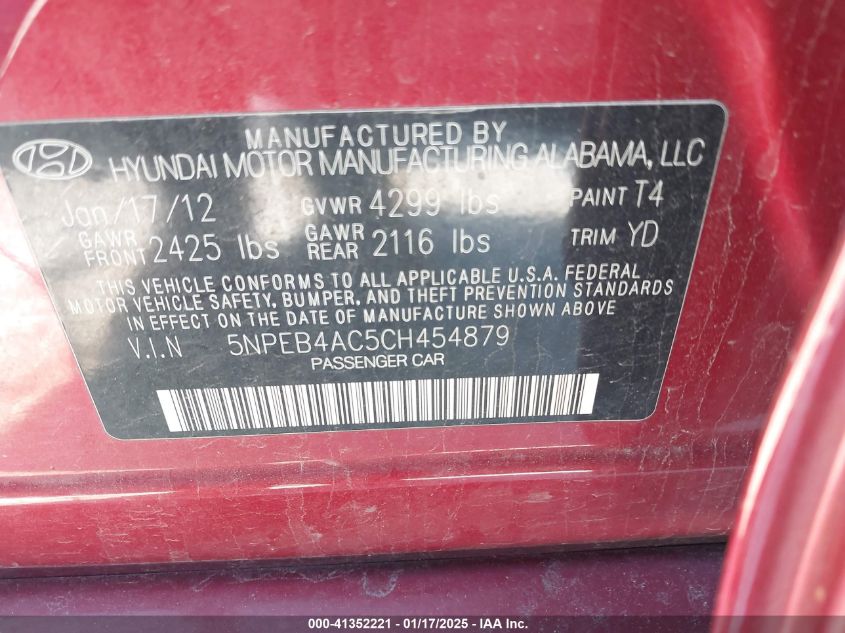 MANUFACTURED BY
HYUNDAI MOTOR MANUFACTURING ALABAMA, LLC
Jan/17/12 GVWR 4299 lbs PAINT T4
GAWR FRONT 2425 lbs GAWR REAR 2116 lbs TRIM YD
THIS VEHICLE CONFORMS TO ALL APPLICABLE U.S.A. FEDERAL
MOTOR VEHICLE SAFETY, BUMPER, AND THEFT PREVENTION STANDARDS
IN EFFECT ON THE DATE OF MANUFACTURE SHOWN ABOVE
V.I.N 5NPEB4AC5CH454879
PASSENGER CAR
000-41352221 - 01/17/2025 - IAA Inc.